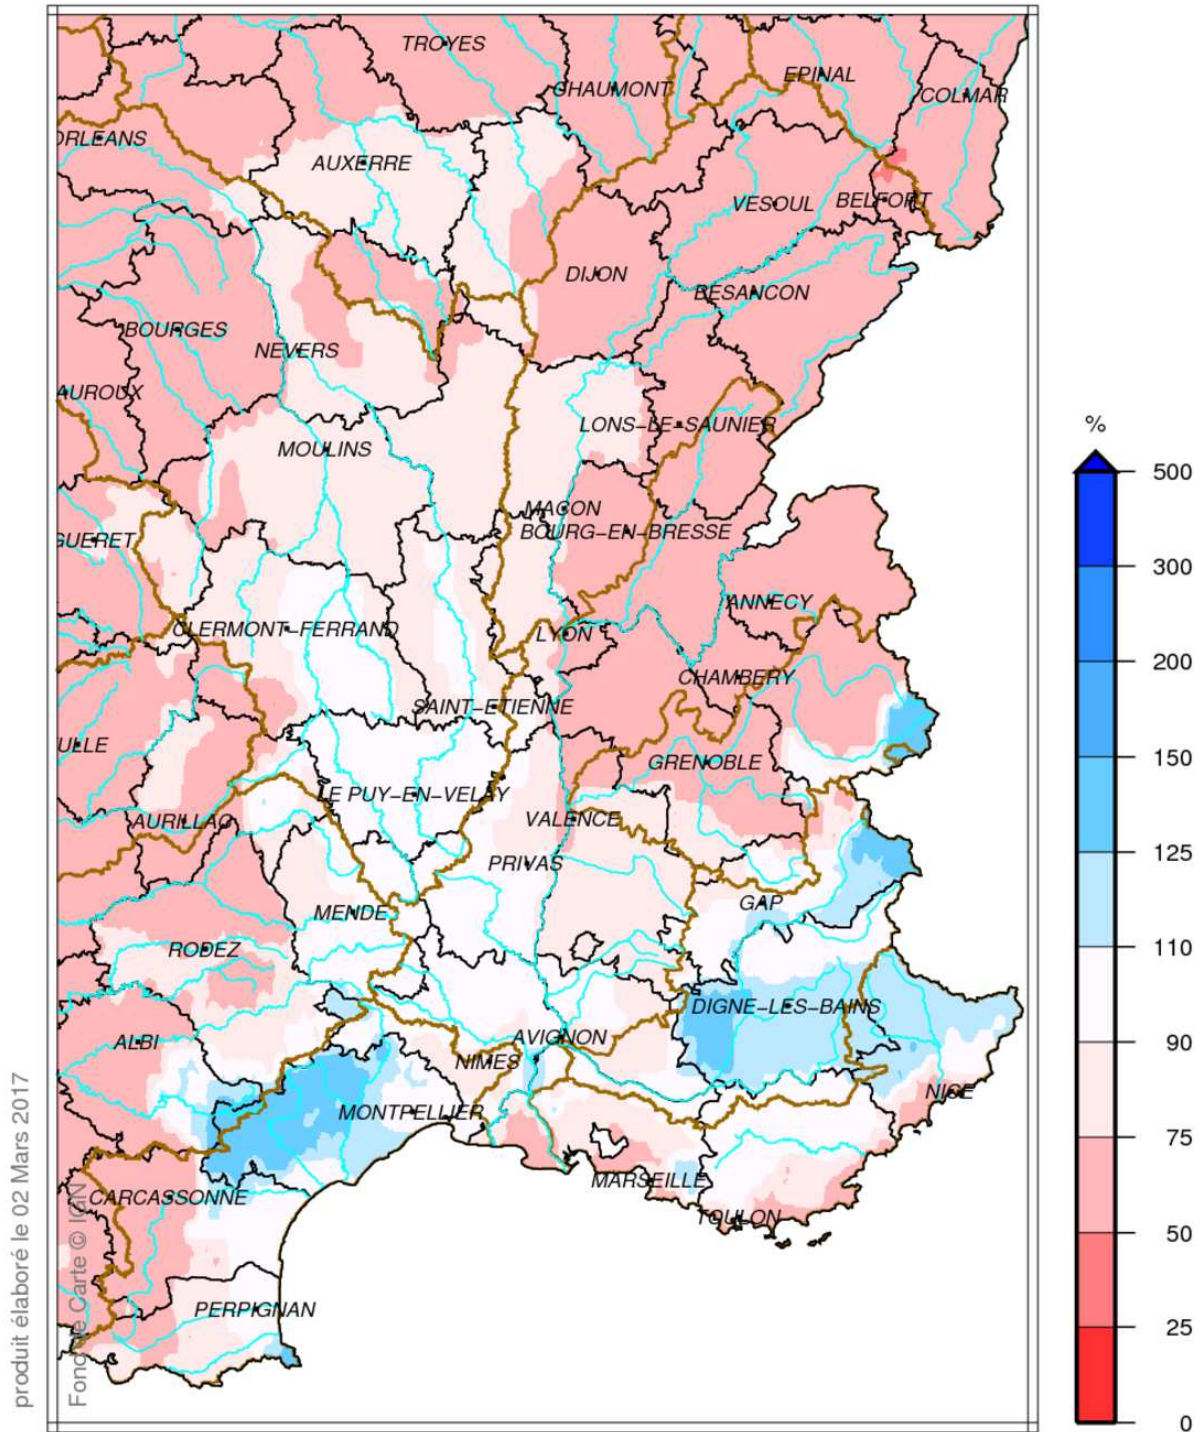 TROYES
EPINAL
CHAUMONT
COLMAR
ORLEANS
AUXERRE
VESOUL
BELFORT
DIJON
BESANCON
BOURGES
NEVERS
AUROUX
LONS-LE-SAUNIER
%
MOULINS
500
MACON
BOURG-EN-BRESSE
GUERET
300
ANNECY
CLERMONT-FERRAND
LYON
200
CHAMBERY
SAINT-ETIENNE
ULLE
150
GRENOBLE
LE PUY-EN-VELAY
AURILLAC
VALENCE
125
PRIVAS
GAP
MENDE
110
RODEZ
DIGNE-LES-BAINS
ALBI
AVIGNON
90
NIMES
NICE
MONTPELLIER
75
MARSEILLE
CARCASSONNE
TOULON
50
PERPIGNAN
25
0
produit élaboré le 02 Mars 2017
Fond de Carte © IGN